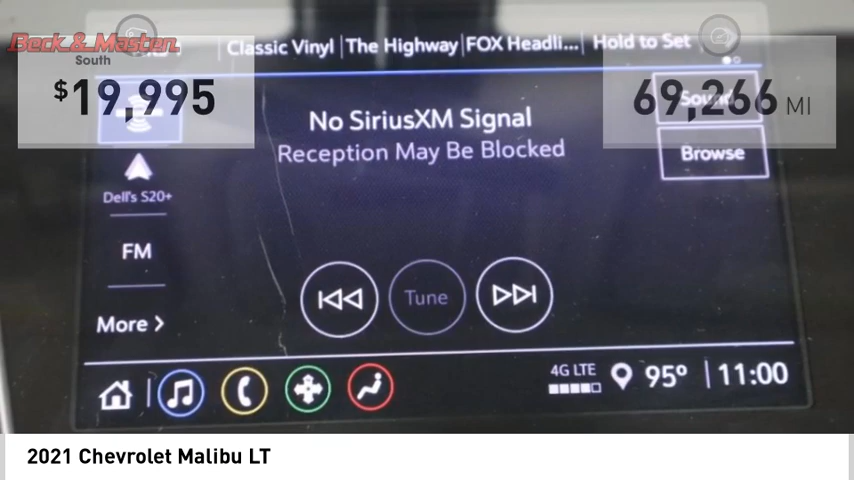 Beck & Masten
South
$19,995
69,266 MI
Classic Vinyl | The Highway | FOX Headli... | Hold to Set
No SiriusXM Signal
Reception May Be Blocked
Sound
Browse
Dell's S20+
FM
More >
Tune
4G LTE
95° | 11:00
2021 Chevrolet Malibu LT